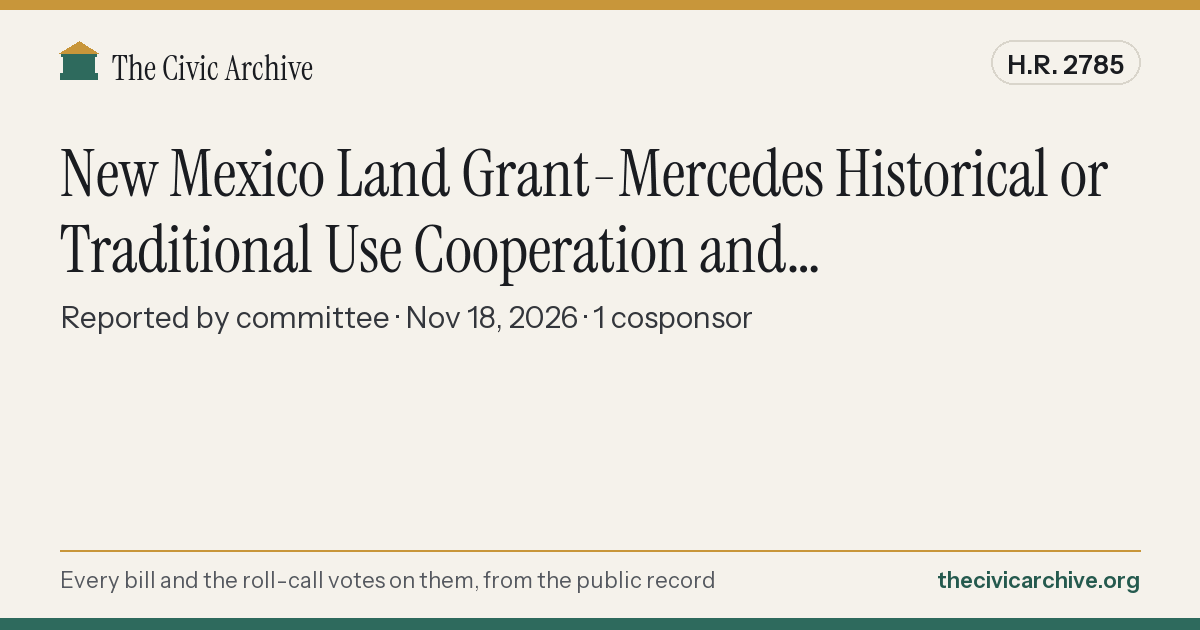 The Civic Archive
H.R. 2785
New Mexico Land Grant-Mercedes Historical or
Traditional Use Cooperation and...
Reported by committee · Nov 18, 2026 · 1 cosponsor
Every bill and the roll-call votes on them, from the public record
thecivicarchive.org